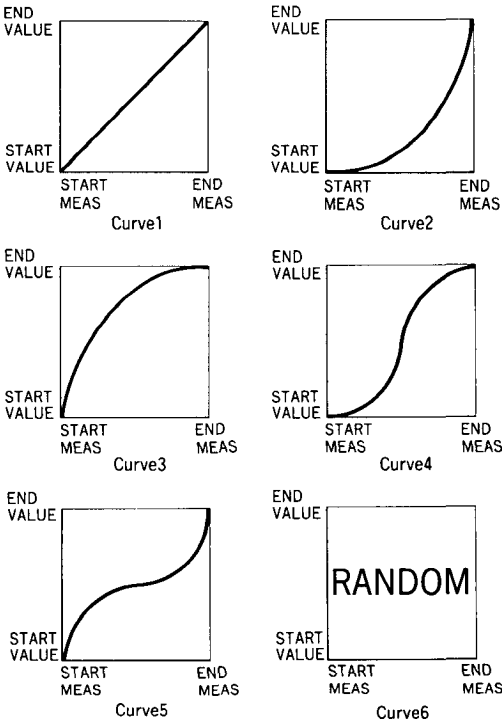 END
VALUE
START
VALUE
START
MEAS
END
MEAS
Curve1
END
VALUE
START
VALUE
START
MEAS
END
MEAS
Curve2
END
VALUE
START
VALUE
START
MEAS
END
MEAS
Curve3
END
VALUE
START
VALUE
START
MEAS
END
MEAS
Curve4
END
VALUE
START
VALUE
START
MEAS
END
MEAS
Curve5
END
VALUE
RANDOM
START
VALUE
START
MEAS
END
MEAS
Curve6